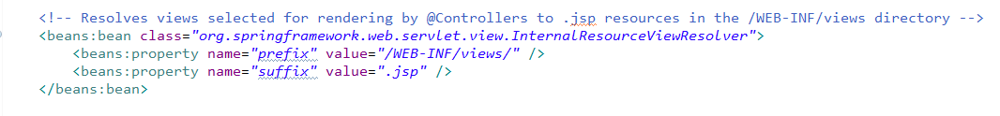 <!-- Resolves views selected for rendering by @Controllers to .jsp resources in the /WEB-INF/views directory -->
<beans:bean class="org.springframework.web.servlet.view.InternalResourceViewResolver">
    <beans:property name="prefix" value="/WEB-INF/views/" />
    <beans:property name="suffix" value=".jsp" />
</beans:bean>